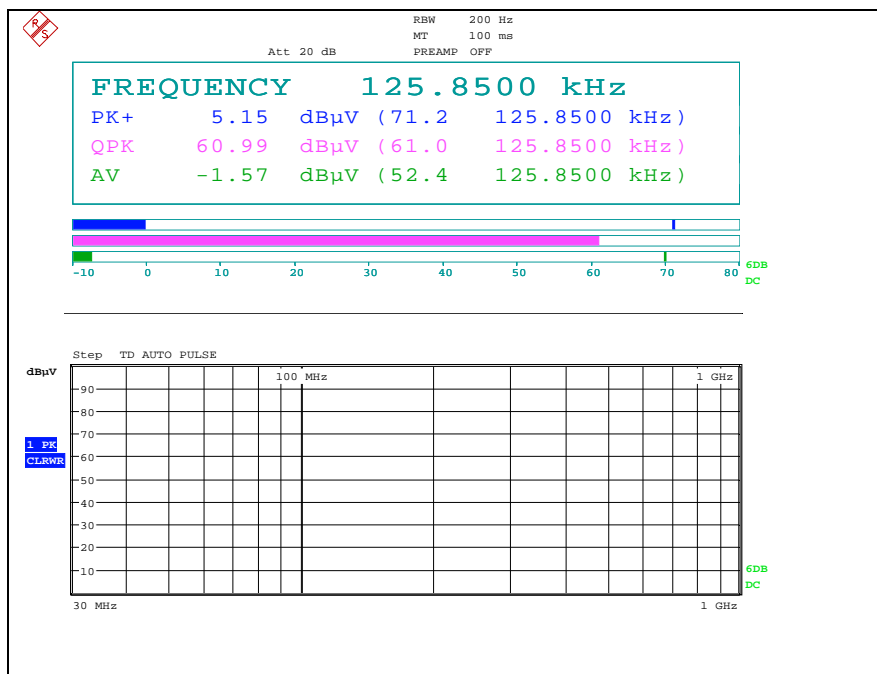 R&S
RBW 200 Hz
MT 100 ms
Att 20 dB PREAMP OFF
FREQUENCY 125.8500 kHz
PK+ 5.15 dBµV (71.2 125.8500 kHz)
QPK 60.99 dBµV (61.0 125.8500 kHz)
AV -1.57 dBµV (52.4 125.8500 kHz)
-10 0 10 20 30 40 50 60 70 80
6DB
DC
Step TD AUTO PULSE
dBµV
100 MHz 1 GHz
90
80
70
1 PK
CLRWR
60
50
40
30
20
10
6DB
DC
30 MHz 1 GHz